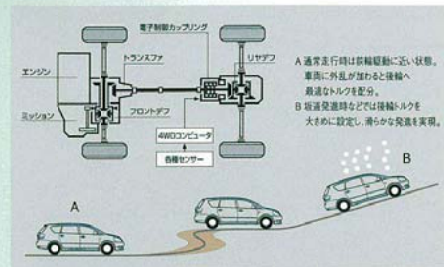 電子制御カップリング
トランスファ
リヤデフ
エンジン
ミッション
フロントデフ
4WDコンピュータ
各種センサー
A 通常走行時は前輪駆動に近い状態。
車両に外乱が加わると後輪へ
最適なトルクを配分。
B 坂道発進時などでは後輪トルクを
大きめに設定し、滑らかな発進を実現。
A
B